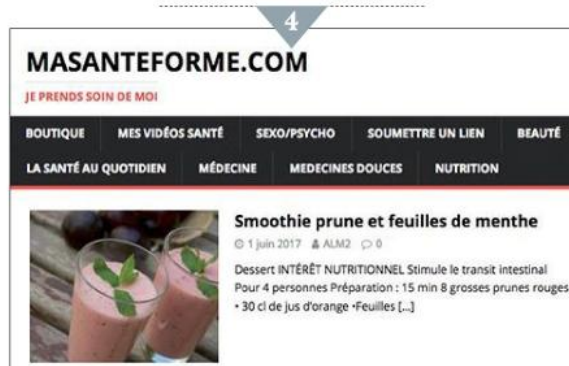 4
MASANTEFORME.COM
JE PRENDS SOIN DE MOI
BOUTIQUE MES VIDÉOS SANTÉ SEXO/PSYCHO SOUMETTRE UN LIEN BEAUTÉ
LA SANTÉ AU QUOTIDIEN MÉDECINE MEDECINES DOUCES NUTRITION
Smoothie prune et feuilles de menthe
1 juin 2017 ALM2 0
Dessert INTÉRÊT NUTRITIONNEL Stimule le transit intestinal
Pour 4 personnes Préparation : 15 min 8 grosses prunes rouges
• 30 cl de jus d'orange •Feuilles [...]